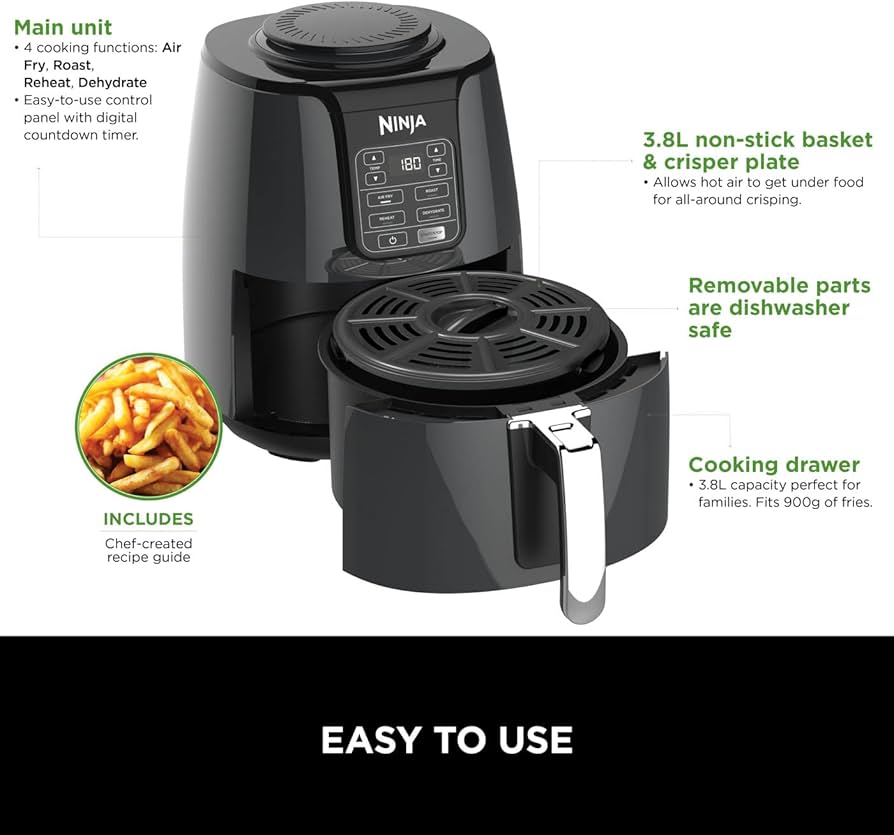 Main unit
• 4 cooking functions: Air
Fry, Roast,
Reheat, Dehydrate
• Easy-to-use control
panel with digital
countdown timer.
NINJA
TEMP
180
TIME
AIR FRY
ROAST
REHEAT
DEHYDRATE
3.8L non-stick basket
& crisper plate
• Allows hot air to get under food
for all-around crisping.
Removable parts
are dishwasher
safe
Cooking drawer
• 3.8L capacity perfect for
families. Fits 900g of fries.
INCLUDES
Chef-created
recipe guide
EASY TO USE